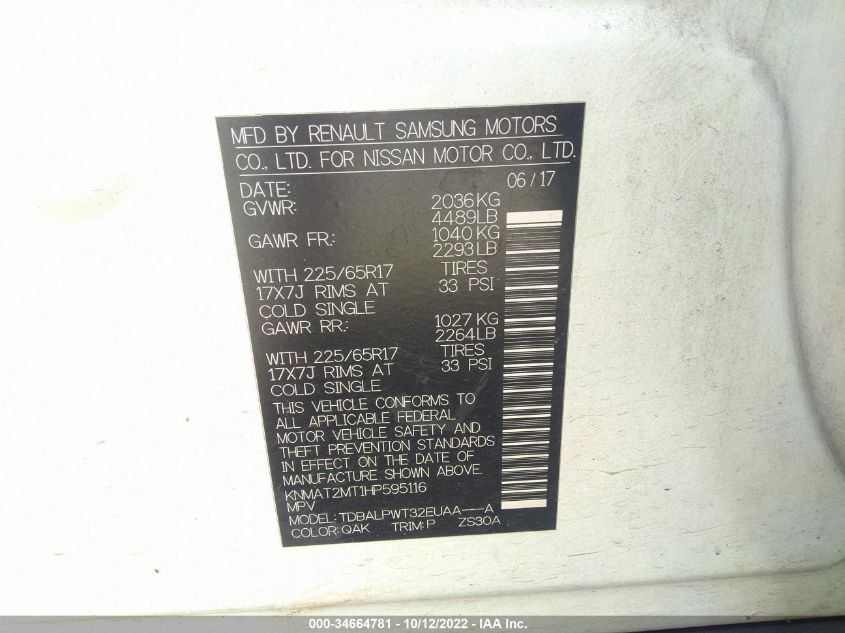 MFD BY RENAULT SAMSUNG MOTORS
CO., LTD. FOR NISSAN MOTOR CO., LTD.
DATE: 06/17
GVWR: 2036KG
4489LB
GAWR FR.: 1040KG
2293LB
WITH 225/65R17 TIRES
17X7J RIMS AT 33 PSI
COLD SINGLE
GAWR RR.: 1027KG
2264LB
WITH 225/65R17 TIRES
17X7J RIMS AT 33 PSI
COLD SINGLE
THIS VEHICLE CONFORMS TO
ALL APPLICABLE FEDERAL
MOTOR VEHICLE SAFETY AND
THEFT PREVENTION STANDARDS
IN EFFECT ON THE DATE OF
MANUFACTURE SHOWN ABOVE.
KNMAT2MT1HP595116
MPV
MODEL: TDBALPWT32EUAA----A
COLOR: QAK TRIM: P ZS30A
000-34664781 - 10/12/2022 - IAA Inc.